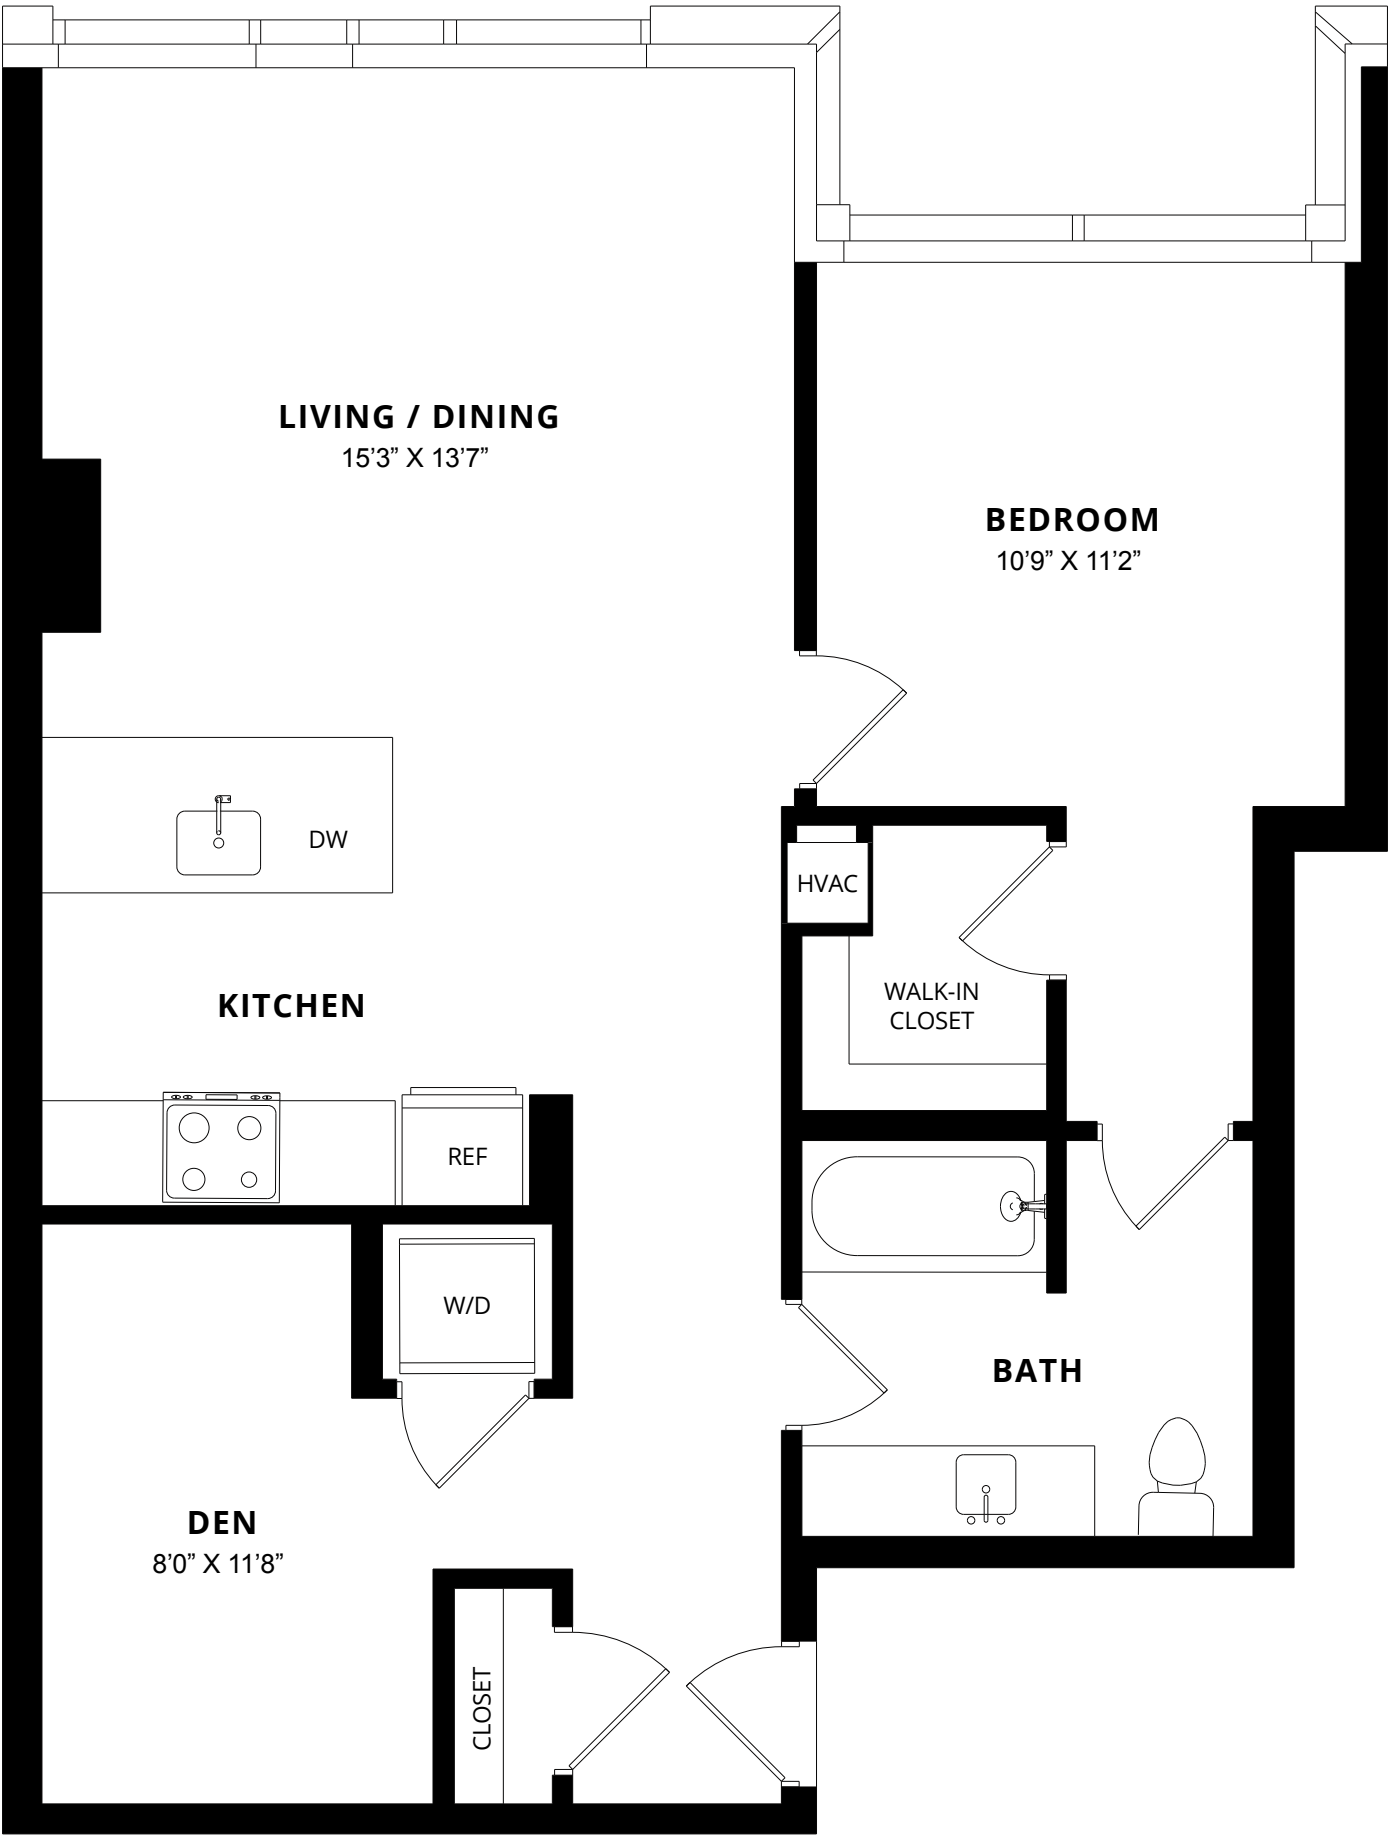 LIVING / DINING
15’3” X 13’7”
BEDROOM
10’9” X 11’2”
DW
HVAC
WALK-IN
CLOSET
KITCHEN
REF
W/D
BATH
DEN
8’0” X 11’8”
CLOSET